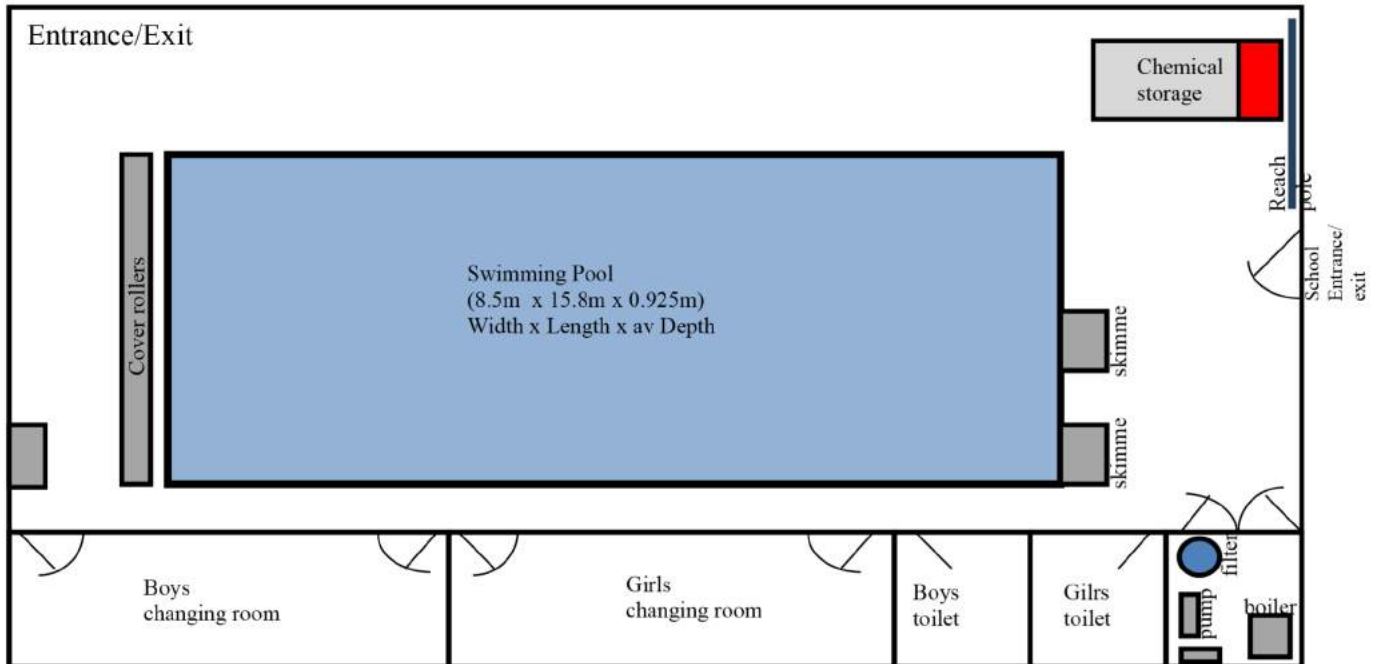 Entrance/Exit
Chemical
storage
Reach
pole
School
Entrance/
exit
Cover rollers
Swimming Pool
(8.5m x 15.8m x 0.925m)
Width x Length x av Depth
skimme
skimme
Boys
changing room
Girls
changing room
Boys
toilet
Gilrs
toilet
filter
pump
boiler